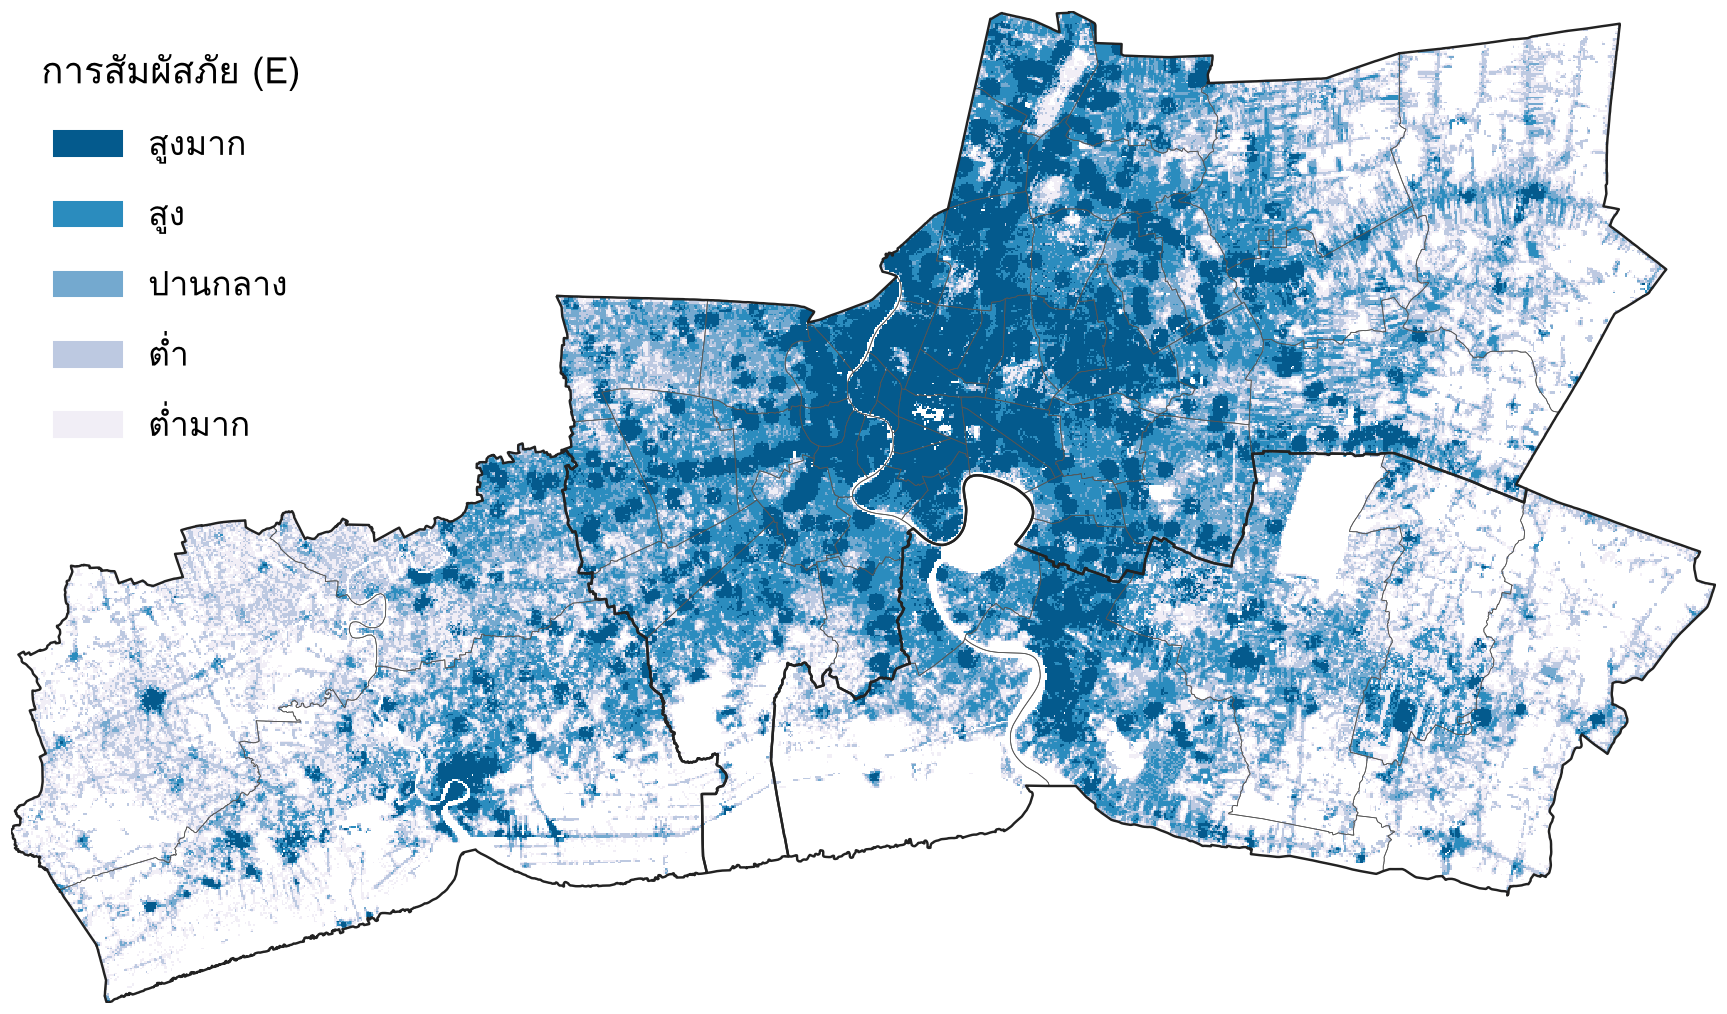 การสัมผัสภัย (E)
สูงมาก
สูง
ปานกลาง
ต่ำ
ต่ำมาก